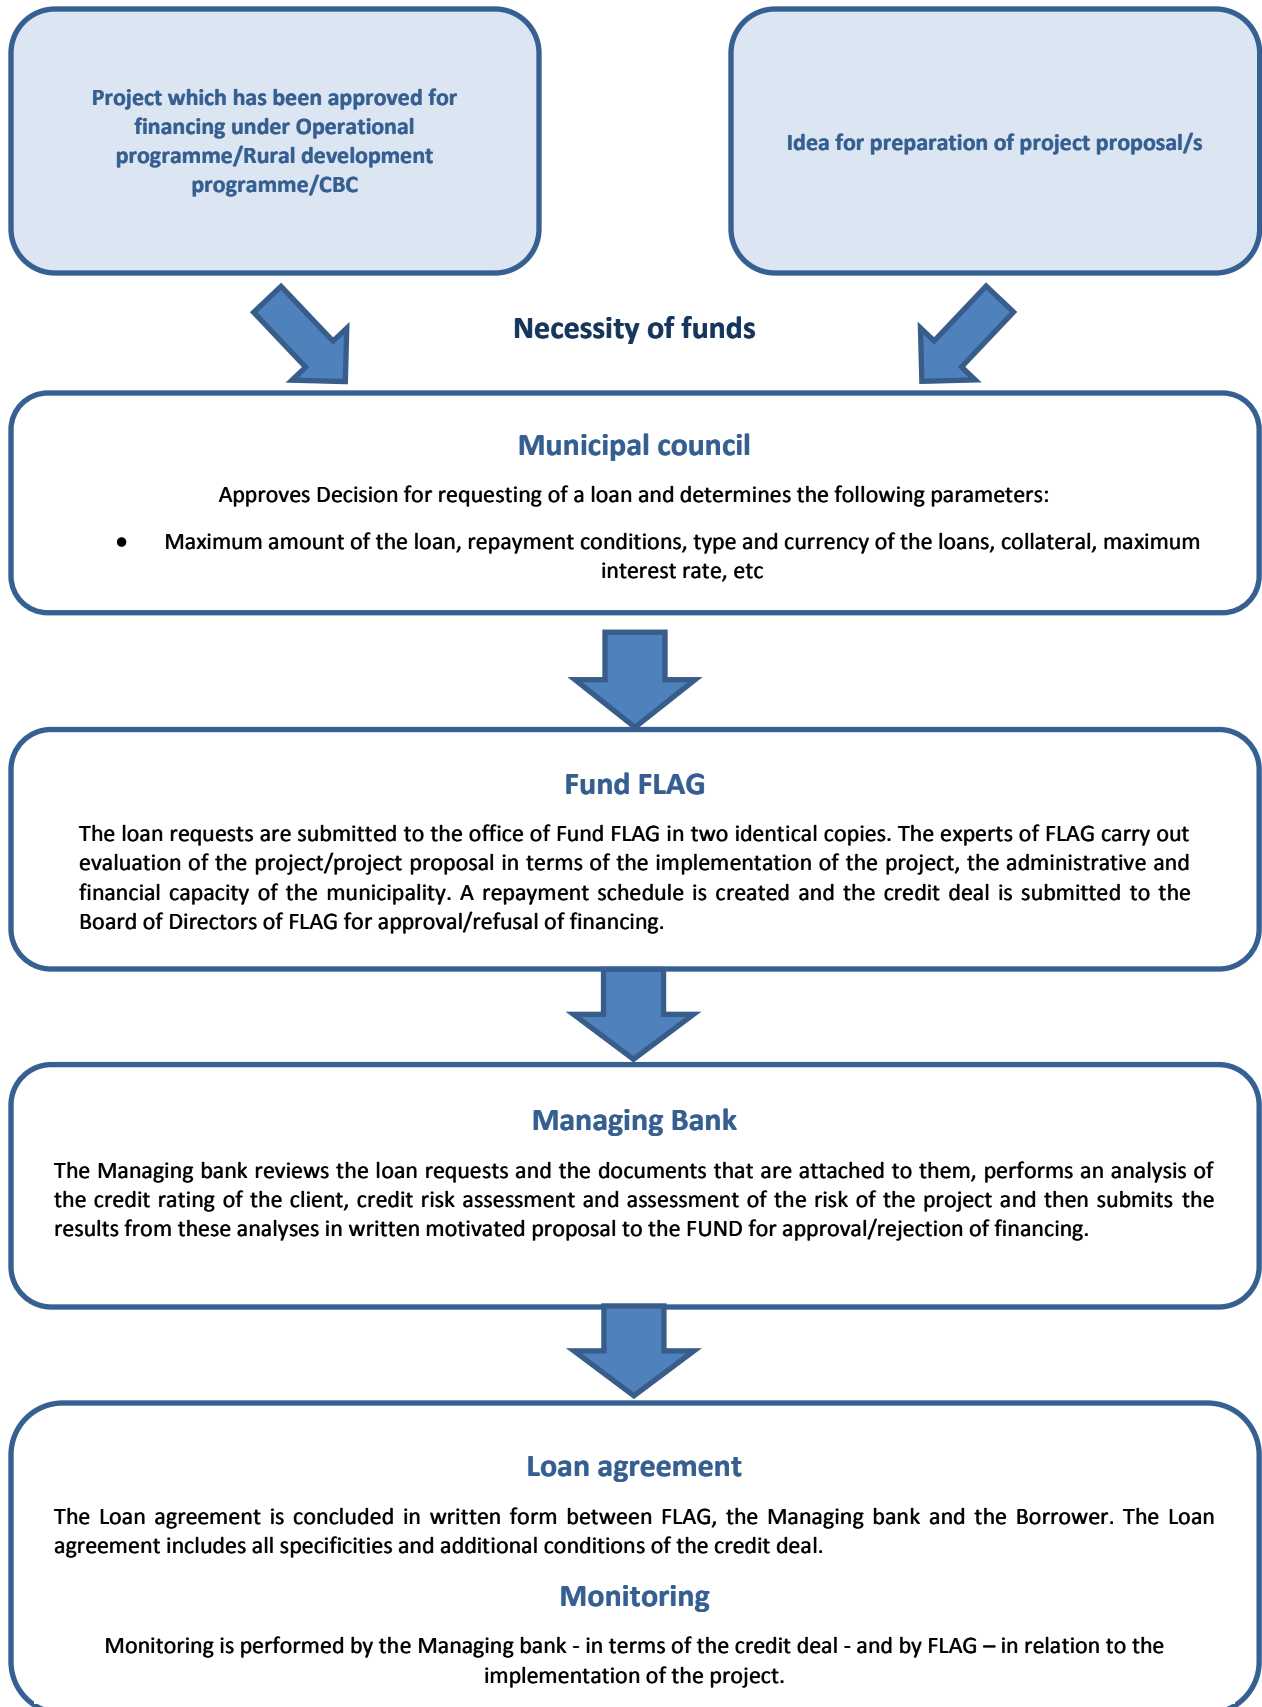 Project which has been approved for
financing under Operational
programme/Rural development
programme/CBC
Idea for preparation of project proposal/s
Necessity of funds
Municipal council
Approves Decision for requesting of a loan and determines the following parameters:
• Maximum amount of the loan, repayment conditions, type and currency of the loans, collateral, maximum
interest rate, etc
Fund FLAG
The loan requests are submitted to the office of Fund FLAG in two identical copies. The experts of FLAG carry out
evaluation of the project/project proposal in terms of the implementation of the project, the administrative and
financial capacity of the municipality. A repayment schedule is created and the credit deal is submitted to the
Board of Directors of FLAG for approval/refusal of financing.
Managing Bank
The Managing bank reviews the loan requests and the documents that are attached to them, performs an analysis of
the credit rating of the client, credit risk assessment and assessment of the risk of the project and then submits the
results from these analyses in written motivated proposal to the FUND for approval/rejection of financing.
Loan agreement
The Loan agreement is concluded in written form between FLAG, the Managing bank and the Borrower. The Loan
agreement includes all specificities and additional conditions of the credit deal.
Monitoring
Monitoring is performed by the Managing bank - in terms of the credit deal - and by FLAG – in relation to the
implementation of the project.